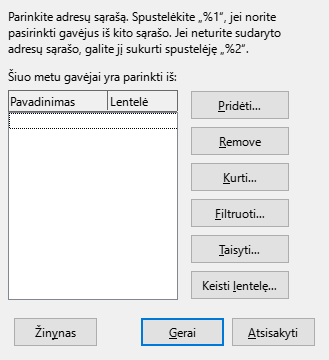 Parinkite adresų sąrašą. Spustelėkite „%1“, jei norite
pasirinkti gavėjus iš kito sąrašo. Jei neturite sudaryto
adresų sąrašo, galite jį sukurti spustelėję „%2“.
Šiuo metu gavėjai yra parinkti iš:
Pavadinimas Lentelė
Pridėti...
Remove
Kurti...
Filtruoti...
Taisyti...
Keisti lentelę...
Žinynas Gerai Atsisakyti